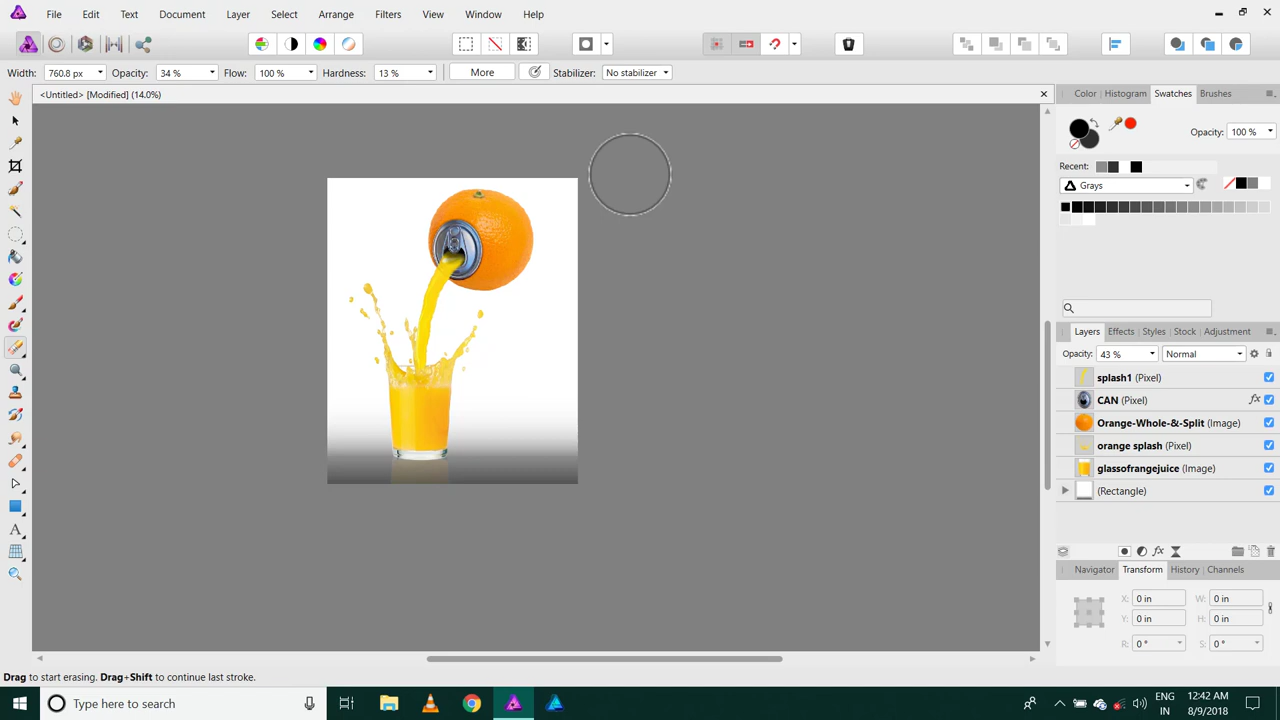 File Edit Text Document Layer Select Arrange Filters View Window Help
Width: 760.8 px Opacity: 34 % Flow: 100 % Hardness: 13 % More Stabilizer: No stabilizer
<Untitled> [Modified] (14.0%)
Color Histogram Swatches Brushes
Opacity: 100 %
Recent:
Grays
Layers Effects Styles Stock Adjustment
Opacity: 43 % Normal
splash1 (Pixel)
CAN (Pixel) fx
Orange-Whole-&-Split (Image)
orange splash (Pixel)
glassofrangejuice (Image)
(Rectangle)
fx
Navigator Transform History Channels
X: 0 in W: 0 in
Y: 0 in H: 0 in
R: 0 ° S: 0 °
Drag to start erasing. Drag+Shift to continue last stroke.
Type here to search
ENG 12:42 AM
IN 8/9/2018